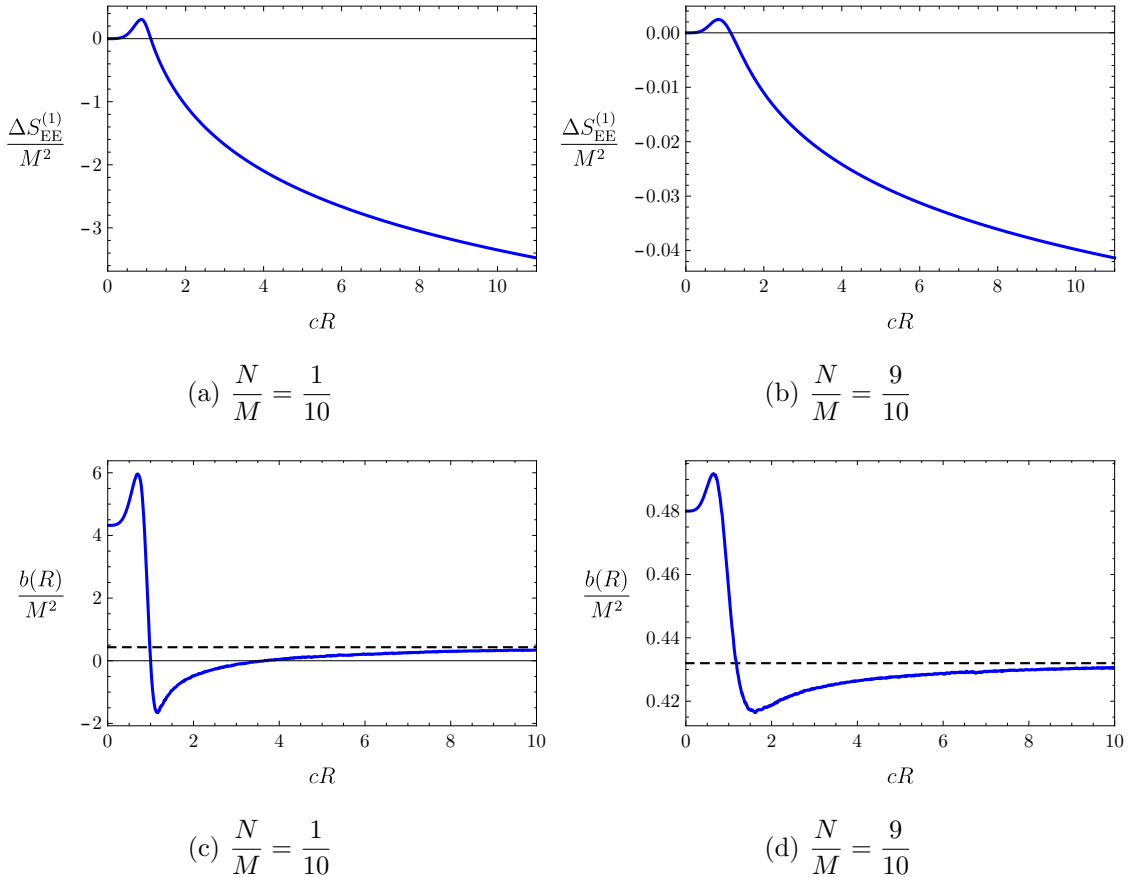 ΔS_EE^(1) / M^2
0
−1
−2
−3
0 2 4 6 8 10
cR
(a) N/M = 1/10
ΔS_EE^(1) / M^2
0.00
−0.01
−0.02
−0.03
−0.04
0 2 4 6 8 10
cR
(b) N/M = 9/10
b(R) / M^2
6
4
2
0
−2
0 2 4 6 8 10
cR
(c) N/M = 1/10
b(R) / M^2
0.48
0.46
0.44
0.42
0 2 4 6 8 10
cR
(d) N/M = 9/10